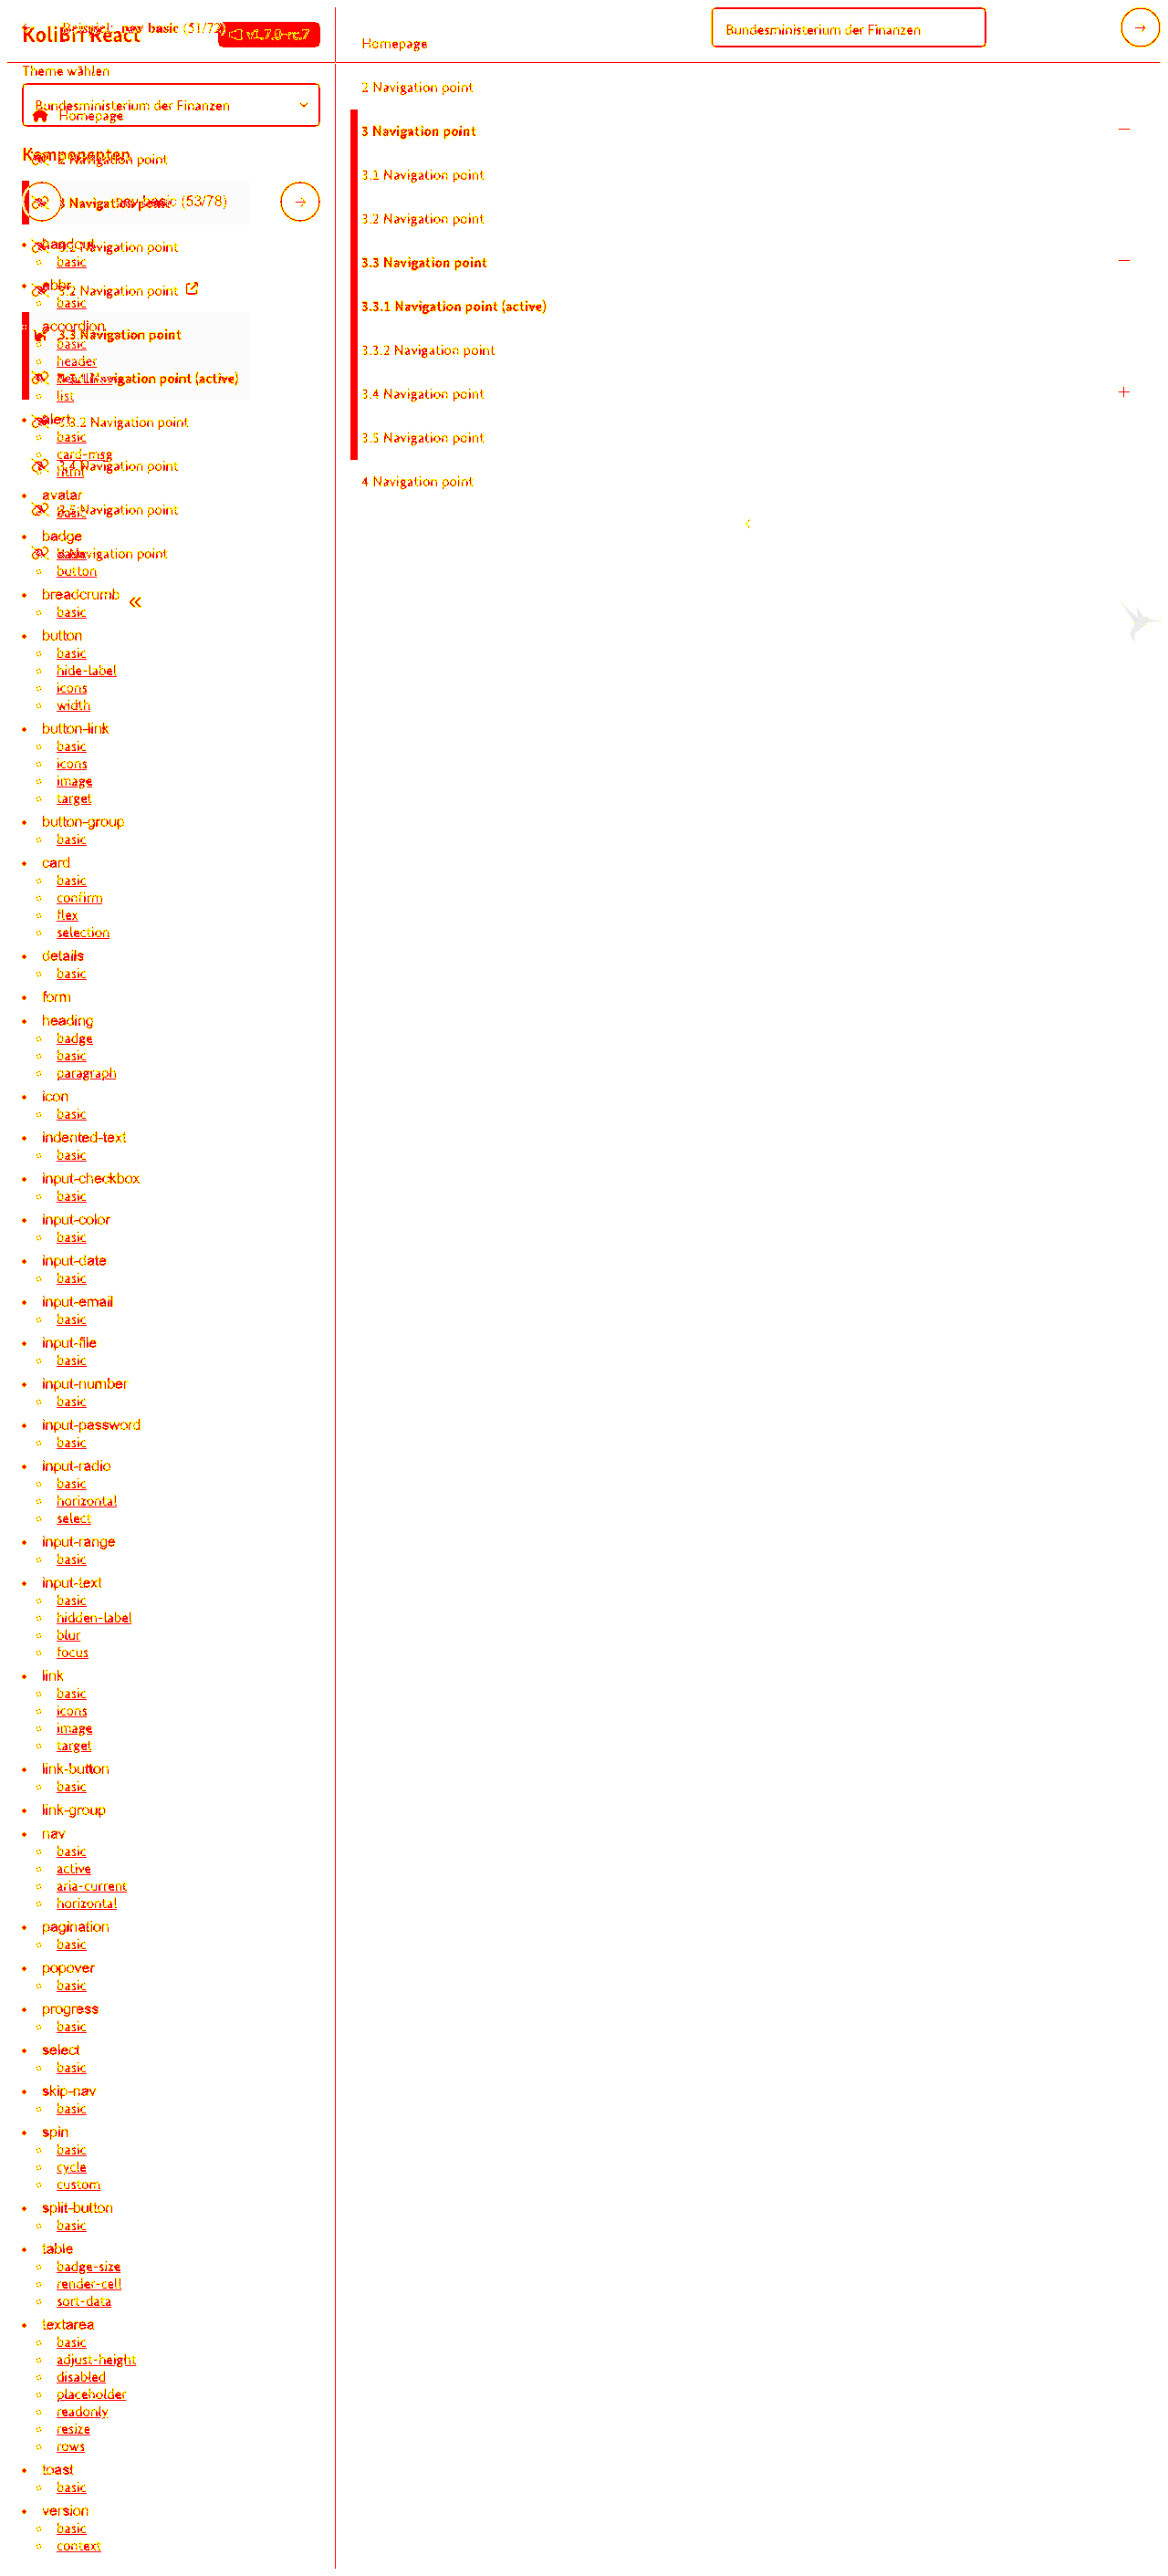 Beispiel: nav basic (51/72)
KoliBri React
v1.7.0-rc.7
Theme wählen
Bundesministerium der Finanzen
Homepage
Komponenten
2 Navigation point
3 Navigation point
nav basic (53/78)
handout
3.2 Navigation point
basic
abbr
3.2 Navigation point
basic
accordion
3.3 Navigation point
basic
header
Navigation point (active)
list
alert
3.3.2 Navigation point
basic
card-msg
3.4 Navigation point
html
avatar
Navigation point
basic
badge
basic
Navigation point
button
breadcrumb
basic
button
basic
hide-label
icons
width
button-link
basic
icons
image
target
button-group
basic
card
basic
confirm
flex
selection
details
basic
form
heading
badge
basic
paragraph
icon
basic
indented-text
basic
input-checkbox
basic
input-color
basic
input-date
basic
input-email
basic
input-file
basic
input-number
basic
input-password
basic
input-radio
basic
horizontal
select
input-range
basic
input-text
basic
hidden-label
blur
focus
link
basic
icons
image
target
link-button
basic
link-group
nav
basic
active
aria-current
horizontal
pagination
basic
popover
basic
progress
basic
select
basic
skip-nav
basic
spin
basic
cycle
custom
split-button
basic
table
badge-size
render-cell
sort-data
textarea
basic
adjust-height
disabled
placeholder
readonly
resize
rows
toast
basic
version
basic
context
Bundesministerium der Finanzen
Homepage
2 Navigation point
3 Navigation point
3.1 Navigation point
3.2 Navigation point
3.3 Navigation point
3.3.1 Navigation point (active)
3.3.2 Navigation point
3.4 Navigation point
3.5 Navigation point
4 Navigation point